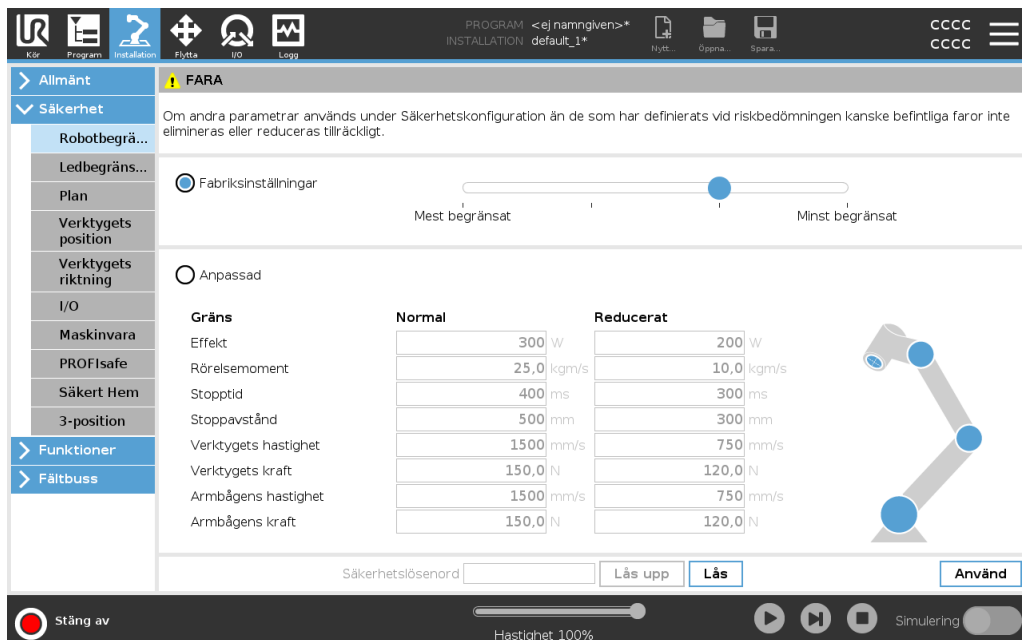 UR
PROGRAM <ej namngiven>*
INSTALLATION default_1*
Kör Program Installation Flytta I/O Logg
Nytt... Öppna... Spara...
CCCC
CCCC
Allmänt
Säkerhet
Robotbegrä...
Ledbegräns...
Plan
Verktygets
position
Verktygets
riktning
I/O
Maskinvara
PROFIsafe
Säkert Hem
3-position
Funktioner
Fältbuss
FARA
Om andra parametrar används under Säkerhetskonfiguration än de som har definierats vid riskbedömningen kanske befintliga faror inte
elimineras eller reduceras tillräckligt.
Fabriksinställningar
Mest begränsat Minst begränsat
Anpassad
Gräns Normal Reducerat
Effekt 300 W 200 W
Rörelsemoment 25,0 kgm/s 10,0 kgm/s
Stopptid 400 ms 300 ms
Stoppavstånd 500 mm 300 mm
Verktygets hastighet 1500 mm/s 750 mm/s
Verktygets kraft 150,0 N 120,0 N
Armbågens hastighet 1500 mm/s 750 mm/s
Armbågens kraft 150,0 N 120,0 N
Säkerhetslösenord Lås upp Lås Använd
Stäng av
Hastighet 100%
Simulering